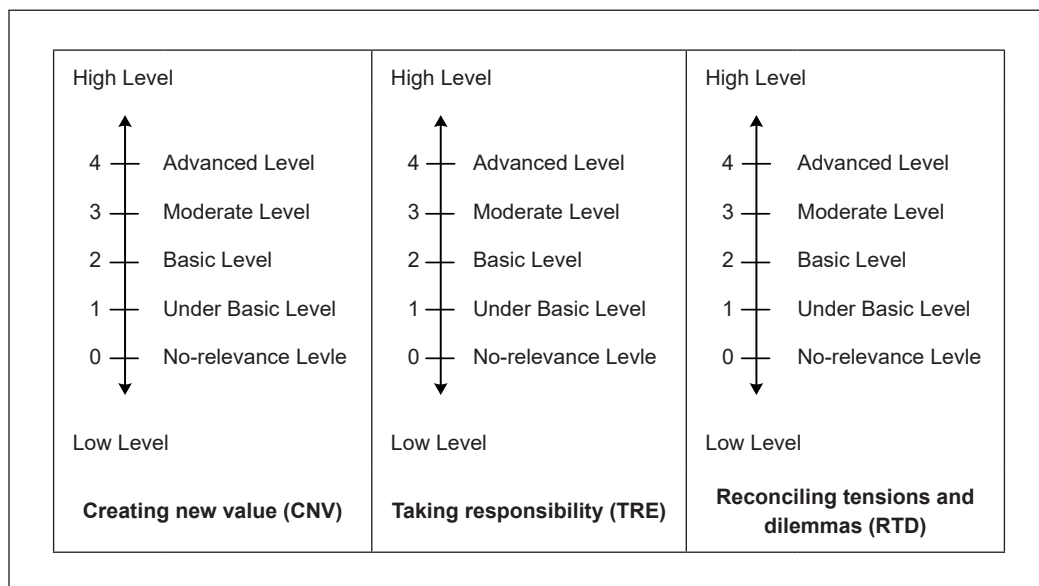 High Level
4 Advanced Level
3 Moderate Level
2 Basic Level
1 Under Basic Level
0 No-relevance Levle
Low Level
Creating new value (CNV)
High Level
4 Advanced Level
3 Moderate Level
2 Basic Level
1 Under Basic Level
0 No-relevance Levle
Low Level
Taking responsibility (TRE)
High Level
4 Advanced Level
3 Moderate Level
2 Basic Level
1 Under Basic Level
0 No-relevance Levle
Low Level
Reconciling tensions and
dilemmas (RTD)